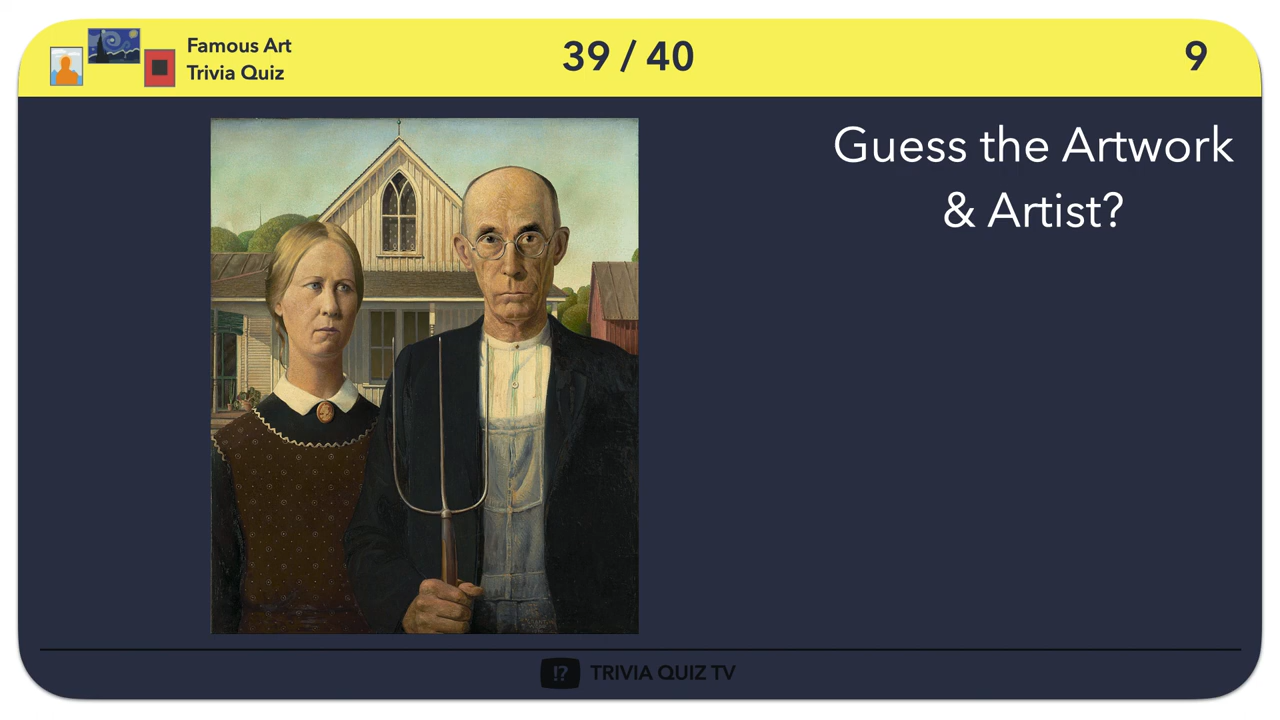 Famous Art
Trivia Quiz
39 / 40
9
Guess the Artwork
& Artist?
!?
TRIVIA QUIZ TV